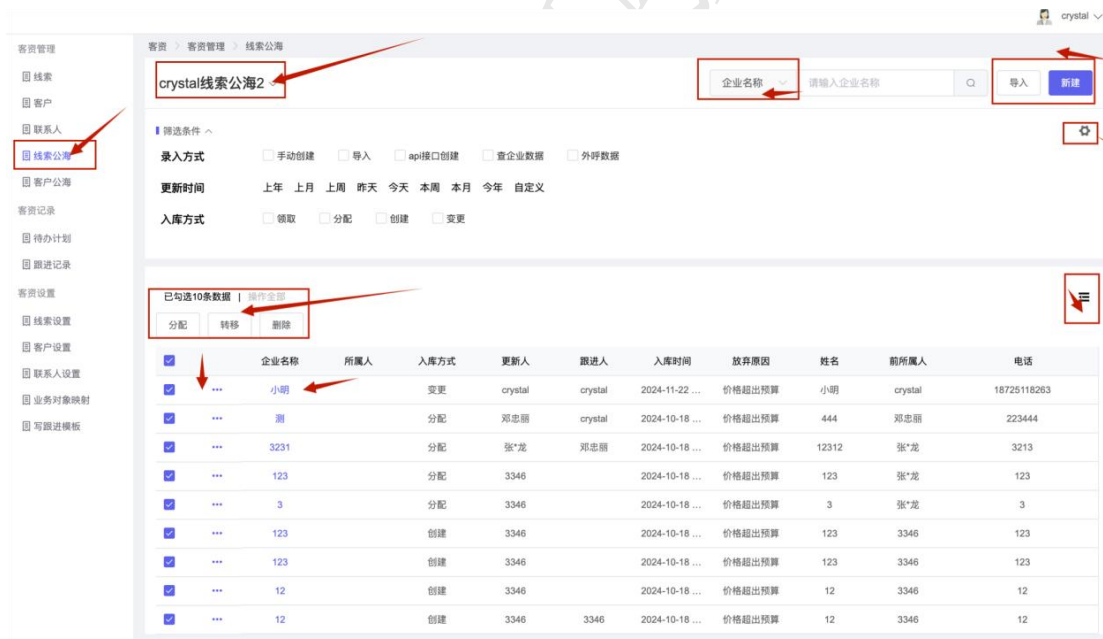 crystal
客资管理
线索
客户
联系人
线索公海
客户公海
客资记录
待办计划
跟进记录
客资设置
线索设置
客户设置
联系人设置
业务对象映射
写跟进模板
客资 > 客资管理 > 线索公海
crystal线索公海2
企业名称 请输入企业名称 导入 新建
筛选条件
录入方式 手动创建 导入 api接口创建 查企业数据 外呼数据
更新时间 上年 上月 上周 昨天 今天 本周 本月 今年 自定义
入库方式 领取 分配 创建 变更
已勾选10条数据 | 操作全部
分配 转移 删除
企业名称 所属人 入库方式 更新人 跟进人 入库时间 放弃原因 姓名 前所属人 电话
••• 小明 变更 crystal crystal 2024-11-22 ... 价格超出预算 小明 crystal 18725118263
••• 测 分配 邓忠丽 crystal 2024-10-18 ... 价格超出预算 444 邓忠丽 223444
••• 3231 分配 张*龙 邓忠丽 2024-10-18 ... 价格超出预算 12312 张*龙 3213
••• 123 分配 3346 2024-10-18 ... 价格超出预算 123 张*龙 123
••• 3 分配 3346 2024-10-18 ... 价格超出预算 3 张*龙 3
••• 123 创建 3346 2024-10-18 ... 价格超出预算 123 3346 123
••• 123 创建 3346 2024-10-18 ... 价格超出预算 123 3346 123
••• 12 创建 3346 2024-10-18 ... 价格超出预算 12 3346 12
••• 12 创建 3346 3346 2024-10-18 ... 价格超出预算 12 3346 12